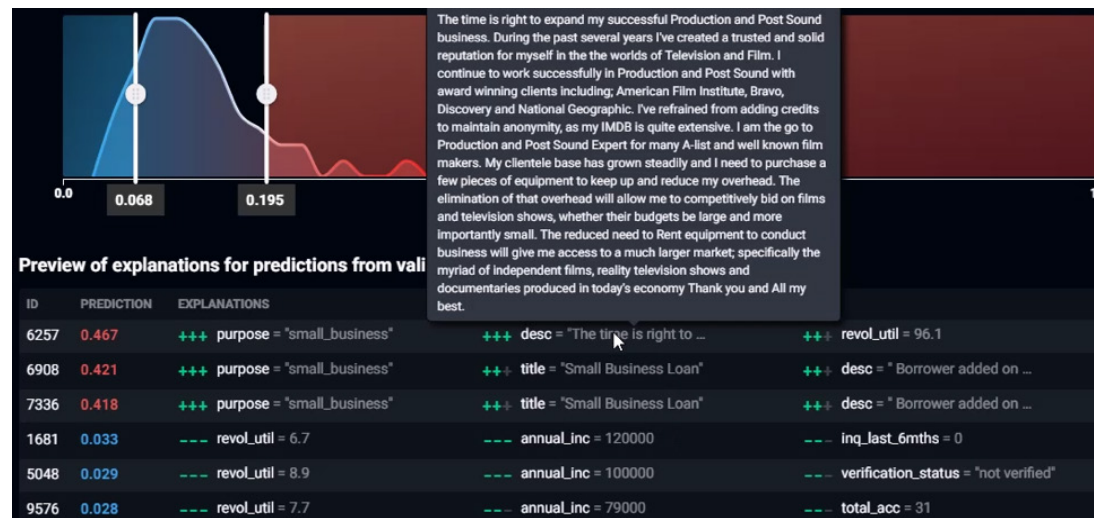 The time is right to expand my successful Production and Post Sound
business. During the past several years I've created a trusted and solid
reputation for myself in the the worlds of Television and Film. I
continue to work successfully in Production and Post Sound with
award winning clients including; American Film Institute, Bravo,
Discovery and National Geographic. I've refrained from adding credits
to maintain anonymity, as my IMDB is quite extensive. I am the go to
Production and Post Sound Expert for many A-list and well known film
makers. My clientele base has grown steadily and I need to purchase a
few pieces of equipment to keep up and reduce my overhead. The
elimination of that overhead will allow me to competitively bid on films
and television shows, whether their budgets be large and more
importantly small. The reduced need to Rent equipment to conduct
business will give me access to a much larger market; specifically the
myriad of independent films, reality television shows and
documentaries produced in today's economy Thank you and All my
best.
0.0 0.068 0.195 1
Preview of explanations for predictions from vali
ID PREDICTION EXPLANATIONS
6257 0.467 +++ purpose = "small_business" +++ desc = "The time is right to ... +++ revol_util = 96.1
6908 0.421 +++ purpose = "small_business" +++ title = "Small Business Loan" +++ desc = " Borrower added on ...
7336 0.418 +++ purpose = "small_business" +++ title = "Small Business Loan" +++ desc = " Borrower added on ...
1681 0.033 --- revol_util = 6.7 --- annual_inc = 120000 --- inq_last_6mths = 0
5048 0.029 --- revol_util = 8.9 --- annual_inc = 100000 --- verification_status = "not verified"
9576 0.028 --- revol_util = 7.7 --- annual_inc = 79000 --- total_acc = 31